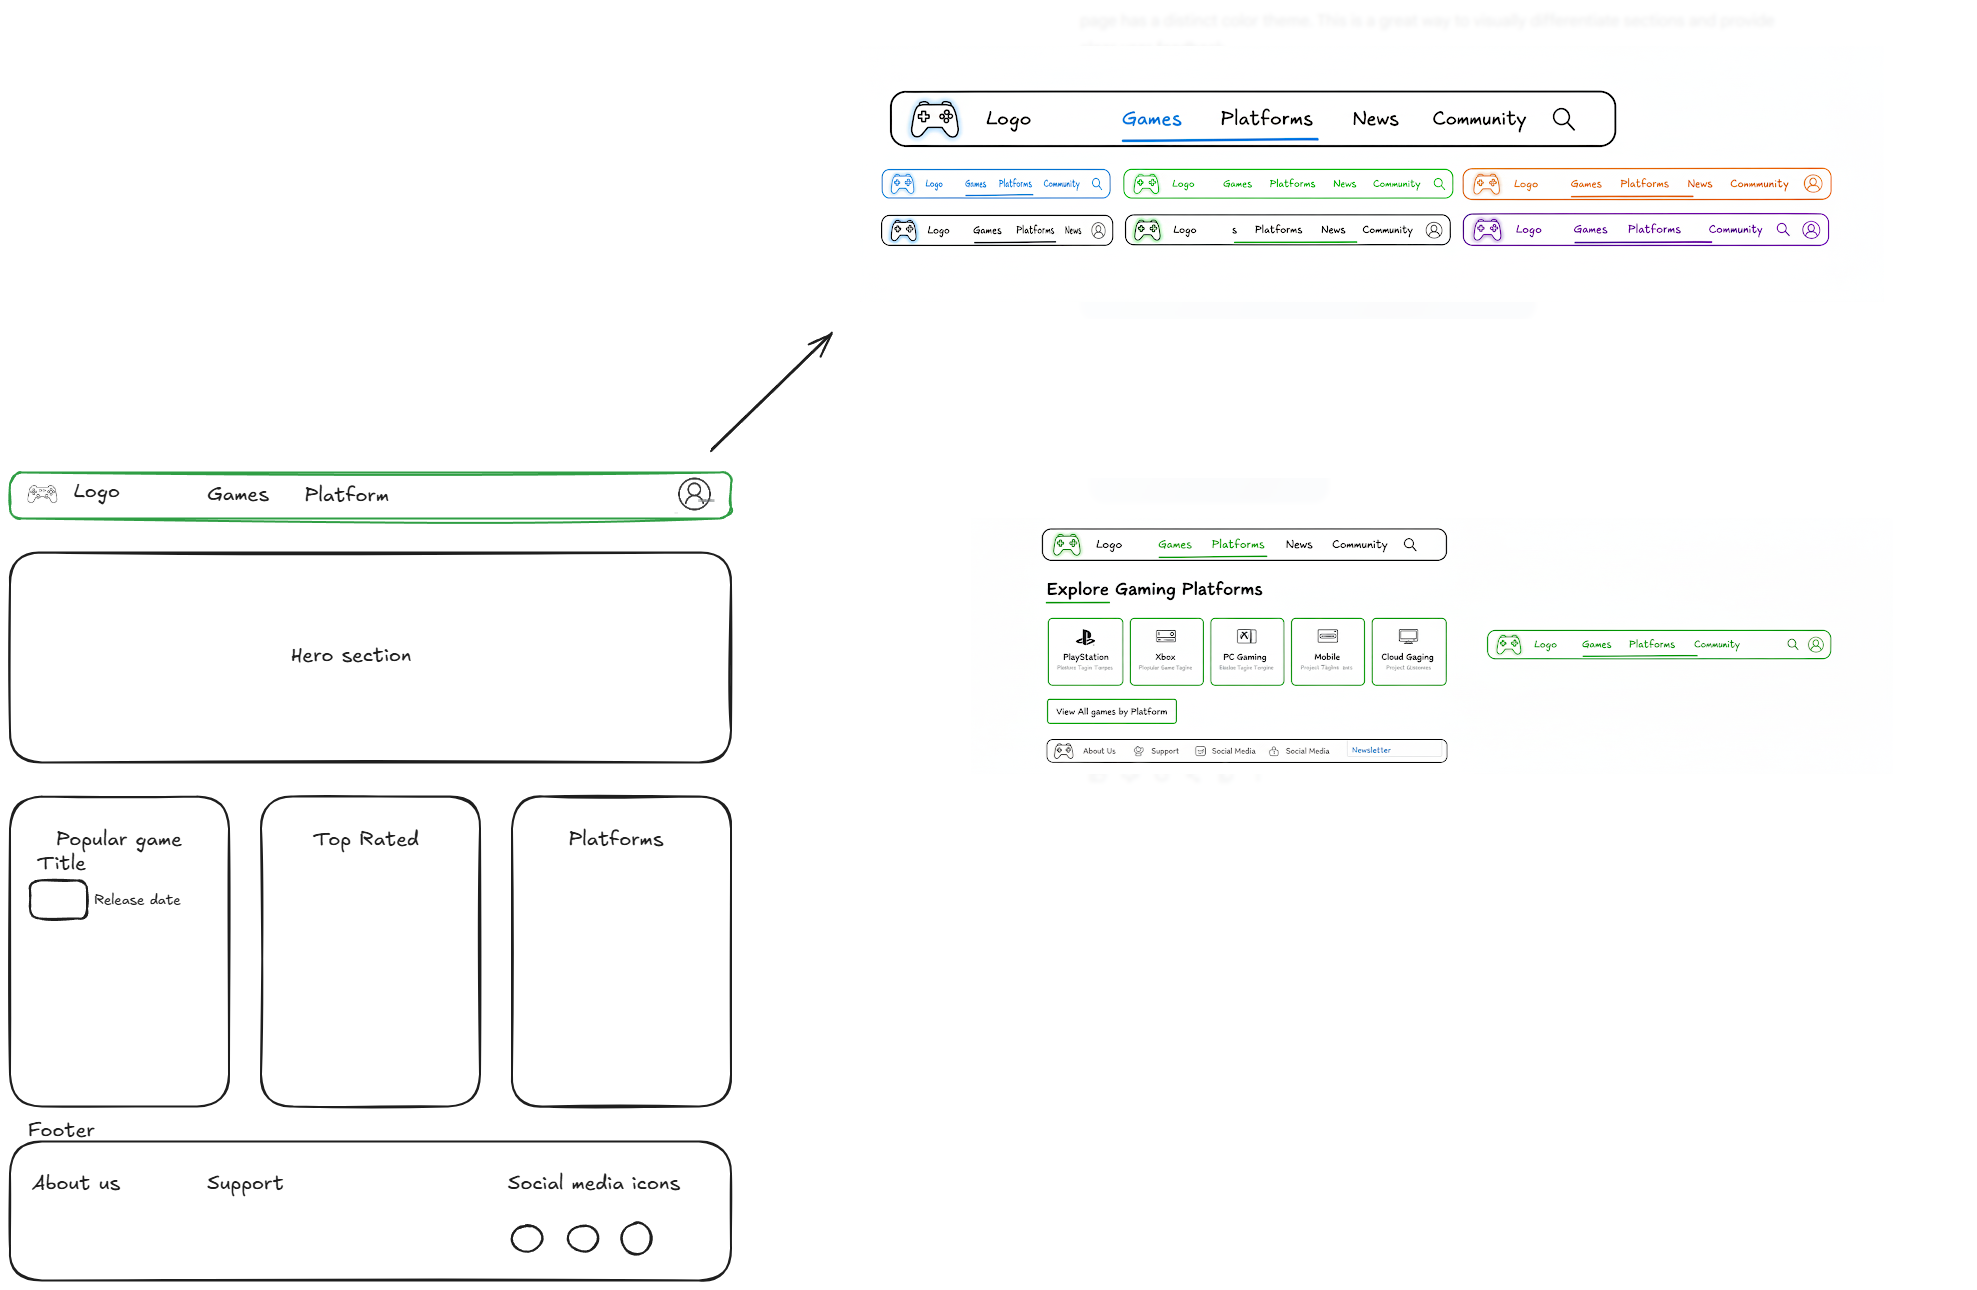 page has a distinct color theme. This is a great way to visually differentiate sections and provide
Logo Games Platforms News Community
Logo Games Platforms Community
Logo Games Platforms News Community
Logo Games Platforms News Commmunity
Logo Games Platforms News
Logo s Platforms News Community
Logo Games Platforms Community
Logo Games Platform
Hero section
Popular game
Title
Release date
Top Rated
Platforms
Footer
About us Support Social media icons
Logo Games Platforms News Community
Explore Gaming Platforms
PlayStation
Xbox
PC Gaming
Mobile
Cloud Gaging
View All games by Platform
About Us Support Social Media Social Media Newsletter
Logo Games Platforms Community